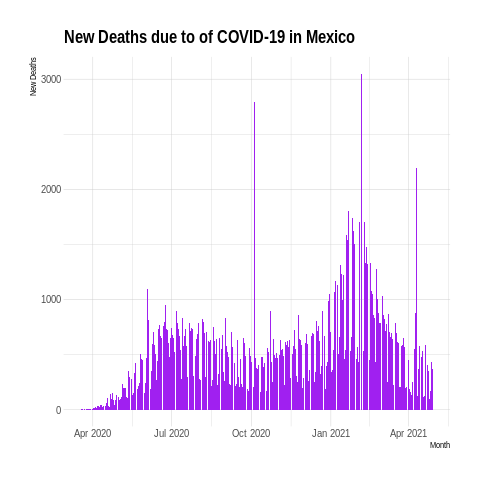 New Deaths due to of COVID-19 in Mexico
New Deaths
3000
2000
1000
0
Apr 2020 Jul 2020 Oct 2020 Jan 2021 Apr 2021
Month